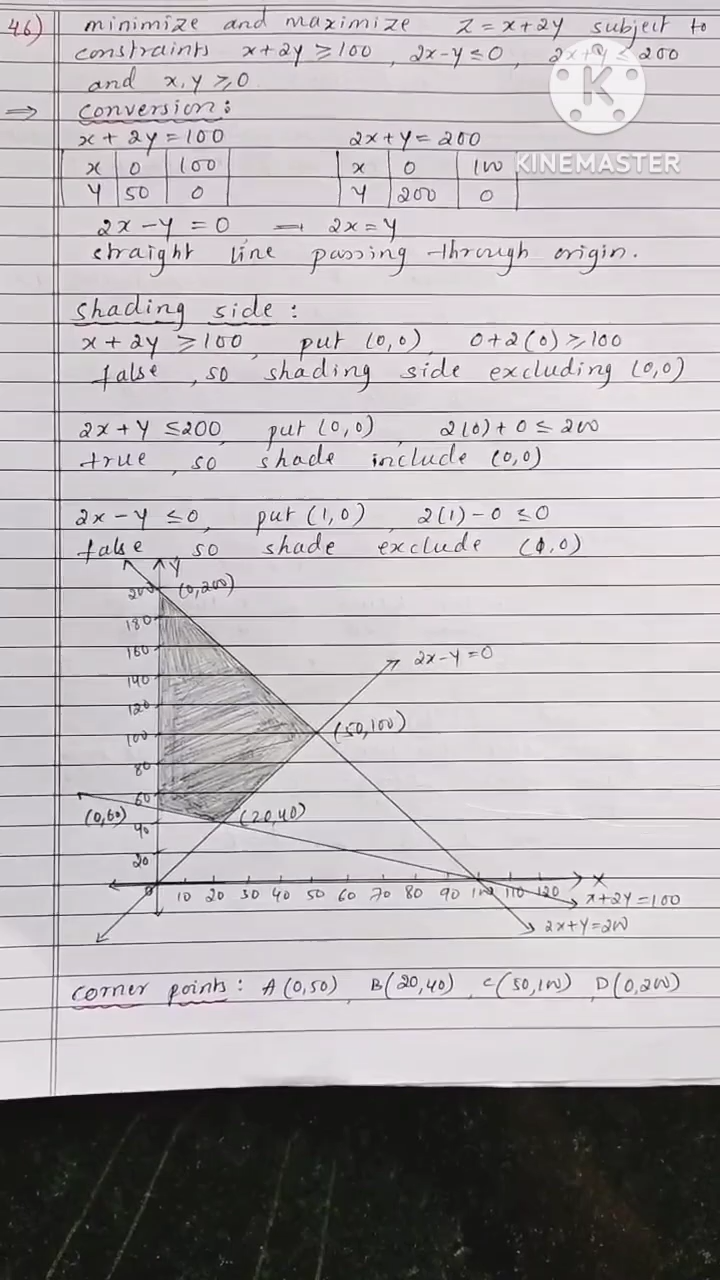 46) minimize and maximize Z = x + 2y subject to
constraints x+2y ≥ 100 , 2x-y ≤ 0 , 2x+y ≤ 200
and x, y ≥ 0
K
KINEMASTER
⇒ conversion:
x + 2y = 100 2x+y = 200
x 0 100 x 0 100
y 50 0 y 200 0
2x - y = 0 → 2x = y
straight line passing through origin.
shading side :
x + 2y ≥ 100, put (0,0), 0+2(0) ≥ 100
false , so shading side excluding (0,0)
2x + y ≤ 200 , put (0,0) , 2(0) + 0 ≤ 200
true , so shade include (0,0)
2x - y ≤ 0, put (1,0) , 2(1) - 0 ≤ 0
false so shade exclude (1,0)
Y
200 (0,200)
180
160
2x-y=0
140
120
100 (50,100)
80
60
(0,60) (20,40)
40
20
0 10 20 30 40 50 60 70 80 90 100 110 120 X
x+2y=100
2x+y=200
corner points : A(0,50) , B(20,40) , C(50,100) , D(0,200)